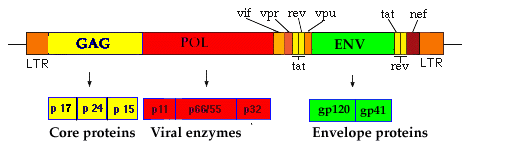 vif vpr rev vpu tat nef
GAG POL ENV
LTR tat rev LTR
p 17 p 24 p 15 p11 p66/55 p32 gp120 gp41
Core proteins Viral enzymes Envelope proteins